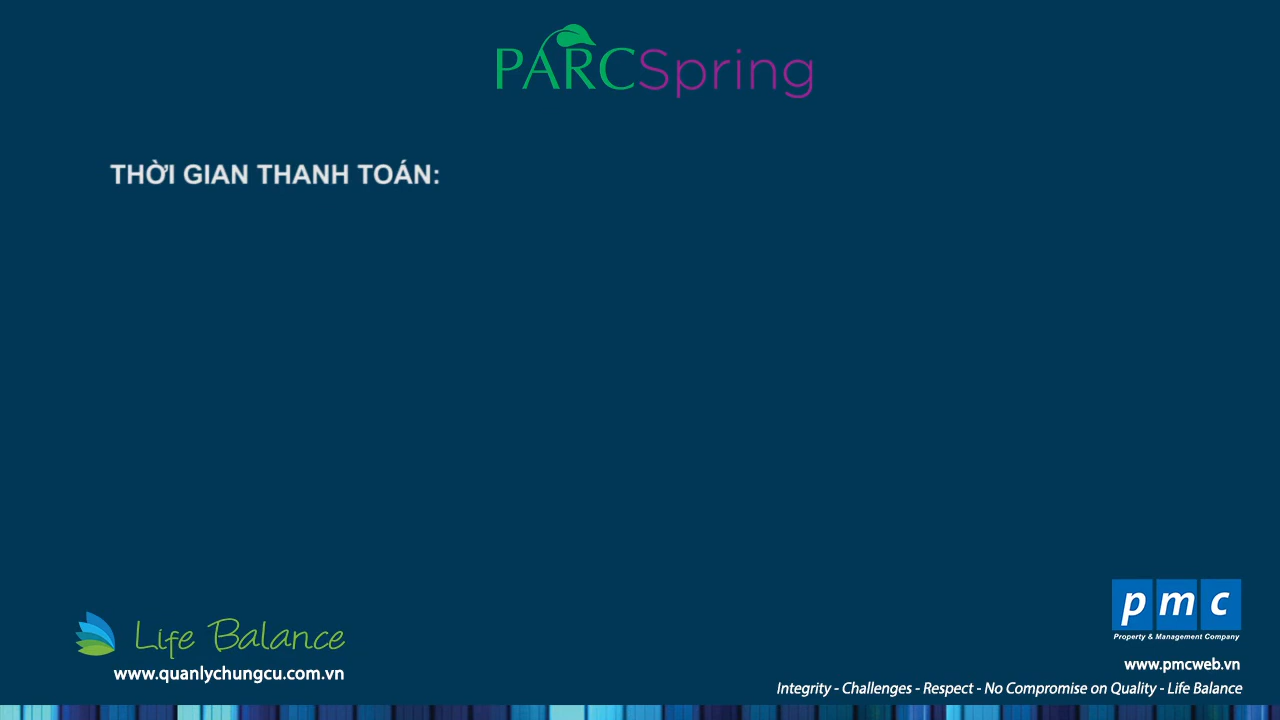 PARCSpring
THỜI GIAN THANH TOÁN:
Life Balance
www.quanlychungcu.com.vn
pmc
Property & Management Company
www.pmcweb.vn
Integrity - Challenges - Respect - No Compromise on Quality - Life Balance